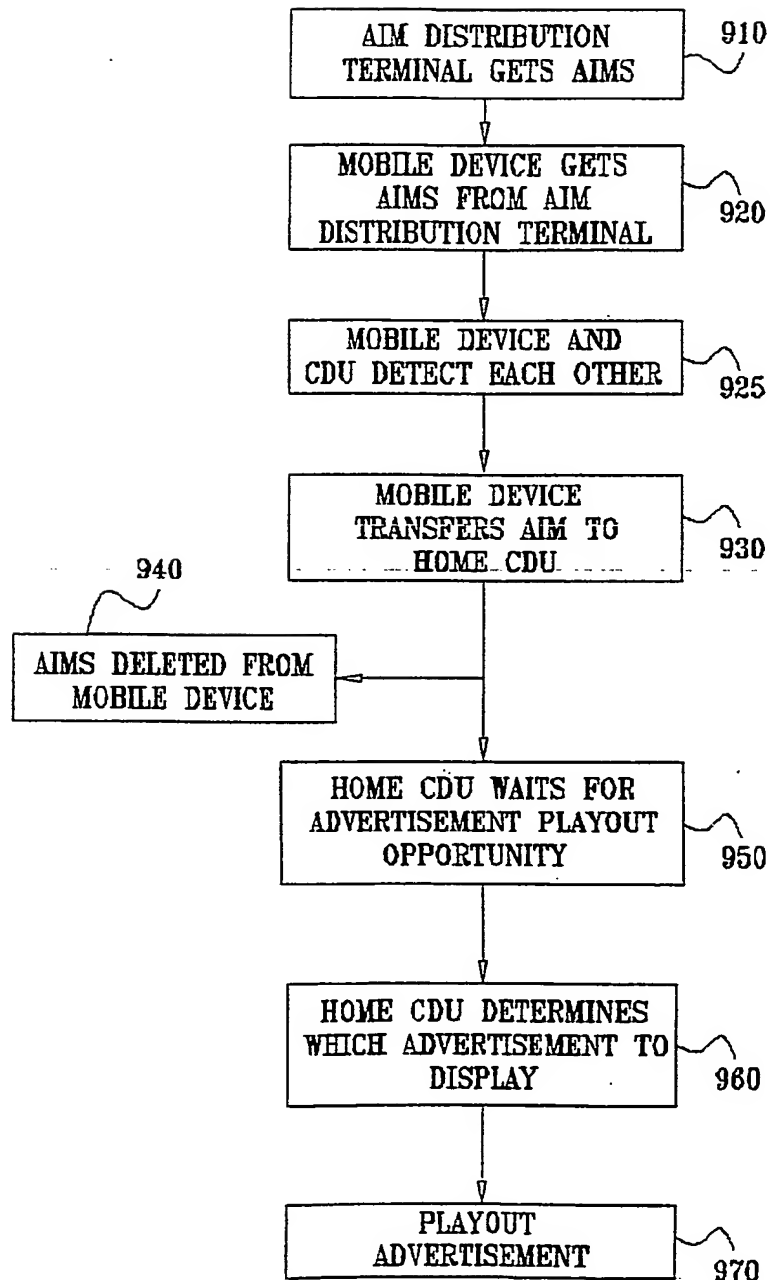 AIM DISTRIBUTION
TERMINAL GETS AIMS
910
MOBILE DEVICE GETS
AIMS FROM AIM
DISTRIBUTION TERMINAL
920
MOBILE DEVICE AND
CDU DETECT EACH OTHER
925
MOBILE DEVICE
TRANSFERS AIM TO
HOME CDU
930
940
AIMS DELETED FROM
MOBILE DEVICE
HOME CDU WAITS FOR
ADVERTISEMENT PLAYOUT
OPPORTUNITY
950
HOME CDU DETERMINES
WHICH ADVERTISEMENT TO
DISPLAY
960
PLAYOUT
ADVERTISEMENT
970